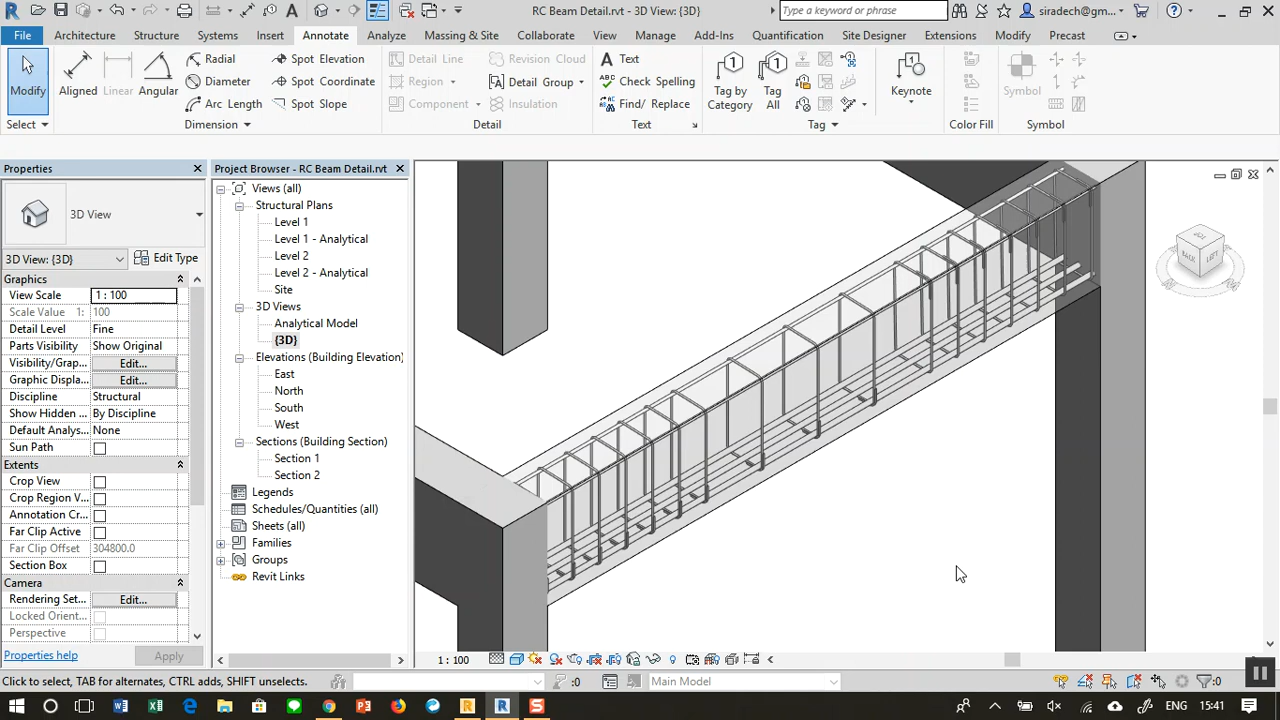 RC Beam Detail.rvt - 3D View: {3D}
Type a keyword or phrase
siradech@gm...
File Architecture Structure Systems Insert Annotate Analyze Massing & Site Collaborate View Manage Add-Ins Quantification Site Designer Extensions Modify Precast
Modify
Select
Aligned
Linear
Angular
Radial
Diameter
Arc Length
Spot Elevation
Spot Coordinate
Spot Slope
Dimension
Detail Line
Region
Component
Revision Cloud
Detail Group
Insulation
Detail
Text
Check Spelling
Find/ Replace
Text
Tag by
Category
Tag
All
Tag
Keynote
Color Fill
Symbol
Symbol
Properties
3D View
3D View: {3D}
Edit Type
Graphics
View Scale 1 : 100
Scale Value 1: 100
Detail Level Fine
Parts Visibility Show Original
Visibility/Grap... Edit...
Graphic Displa... Edit...
Discipline Structural
Show Hidden ... By Discipline
Default Analys... None
Sun Path
Extents
Crop View
Crop Region V...
Annotation Cr...
Far Clip Active
Far Clip Offset 304800.0
Section Box
Camera
Rendering Set... Edit...
Locked Orient...
Perspective
Properties help
Apply
Project Browser - RC Beam Detail.rvt
Views (all)
Structural Plans
Level 1
Level 1 - Analytical
Level 2
Level 2 - Analytical
Site
3D Views
Analytical Model
{3D}
Elevations (Building Elevation)
East
North
South
West
Sections (Building Section)
Section 1
Section 2
Legends
Schedules/Quantities (all)
Sheets (all)
Families
Groups
Revit Links
BACK
LEFT
1 : 100
Click to select, TAB for alternates, CTRL adds, SHIFT unselects.
:0
Main Model
:0
ENG 15:41